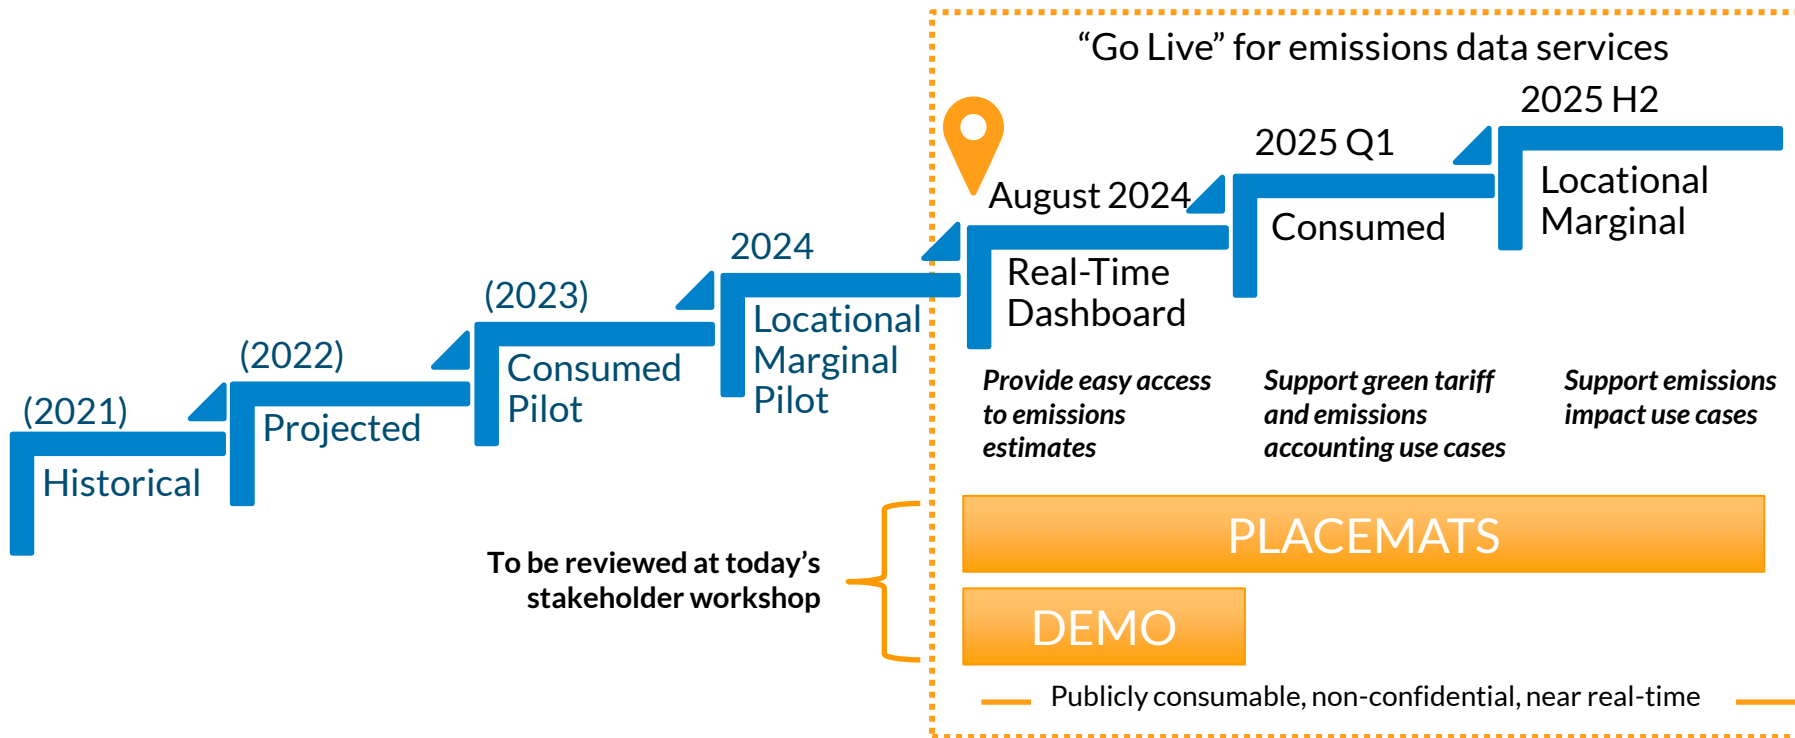 “Go Live” for emissions data services
(2021)
Historical
(2022)
Projected
(2023)
Consumed
Pilot
2024
Locational
Marginal
Pilot
August 2024
Real-Time
Dashboard
2025 Q1
Consumed
2025 H2
Locational
Marginal
Provide easy access
to emissions
estimates
Support green tariff
and emissions
accounting use cases
Support emissions
impact use cases
To be reviewed at today’s
stakeholder workshop
PLACEMATS
DEMO
Publicly consumable, non-confidential, near real-time